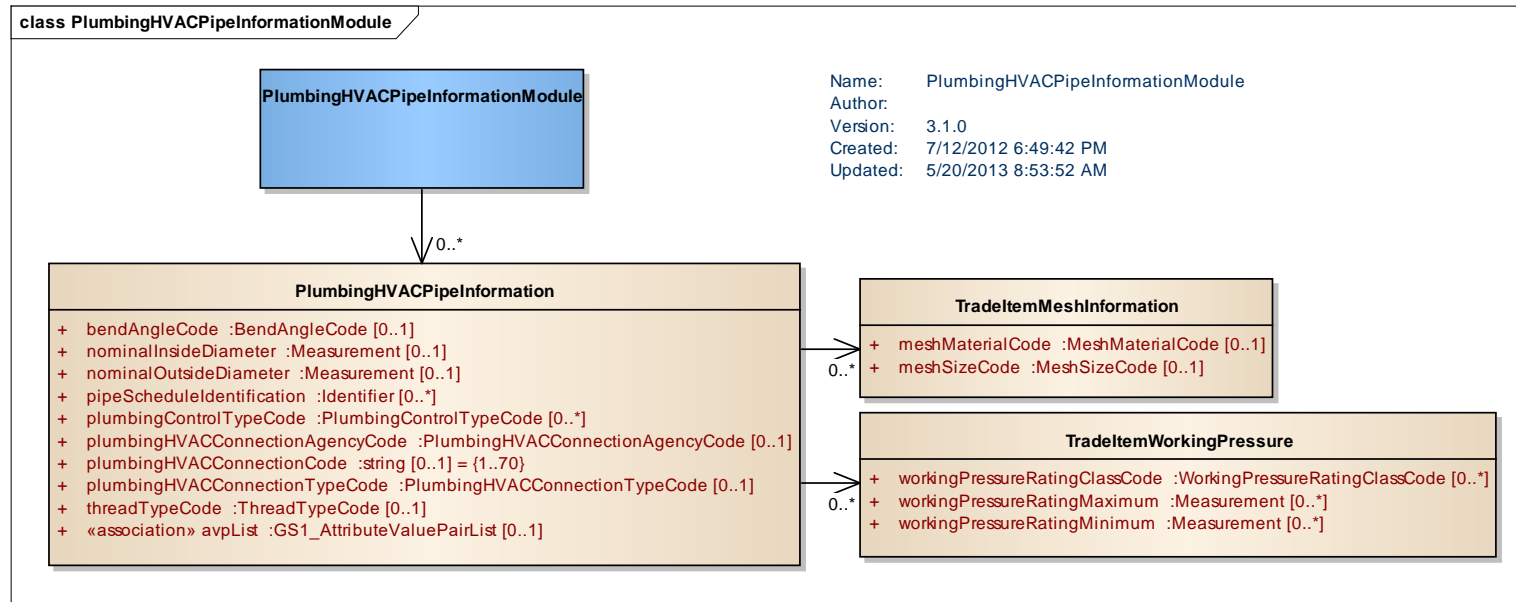 class PlumbingHVACPipeInformationModule
PlumbingHVACPipeInformationModule
Name: PlumbingHVACPipeInformationModule
Author:
Version: 3.1.0
Created: 7/12/2012 6:49:42 PM
Updated: 5/20/2013 8:53:52 AM
0..*
PlumbingHVACPipeInformation
+ bendAngleCode :BendAngleCode [0..1]
+ nominalInsideDiameter :Measurement [0..1]
+ nominalOutsideDiameter :Measurement [0..1]
+ pipeScheduleIdentification :Identifier [0..*]
+ plumbingControlTypeCode :PlumbingControlTypeCode [0..*]
+ plumbingHVACConnectionAgencyCode :PlumbingHVACConnectionAgencyCode [0..1]
+ plumbingHVACConnectionCode :string [0..1] = {1..70}
+ plumbingHVACConnectionTypeCode :PlumbingHVACConnectionTypeCode [0..1]
+ threadTypeCode :ThreadTypeCode [0..1]
+ «association» avpList :GS1_AttributeValuePairList [0..1]
0..*
TradeItemMeshInformation
+ meshMaterialCode :MeshMaterialCode [0..1]
+ meshSizeCode :MeshSizeCode [0..1]
0..*
TradeItemWorkingPressure
+ workingPressureRatingClassCode :WorkingPressureRatingClassCode [0..*]
+ workingPressureRatingMaximum :Measurement [0..*]
+ workingPressureRatingMinimum :Measurement [0..*]